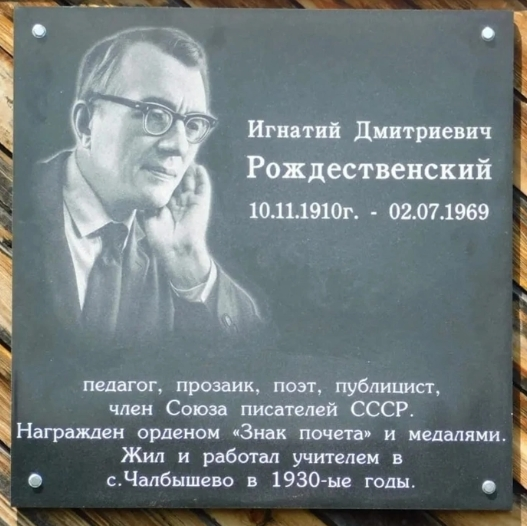 Игнатий Дмитриевич
Рождественский
10.11.1910г. - 02.07.1969
педагог, прозаик, поэт, публицист,
член Союза писателей СССР.
Награжден орденом «Знак почета» и медалями.
Жил и работал учителем в
с.Чалбышево в 1930-ые годы.